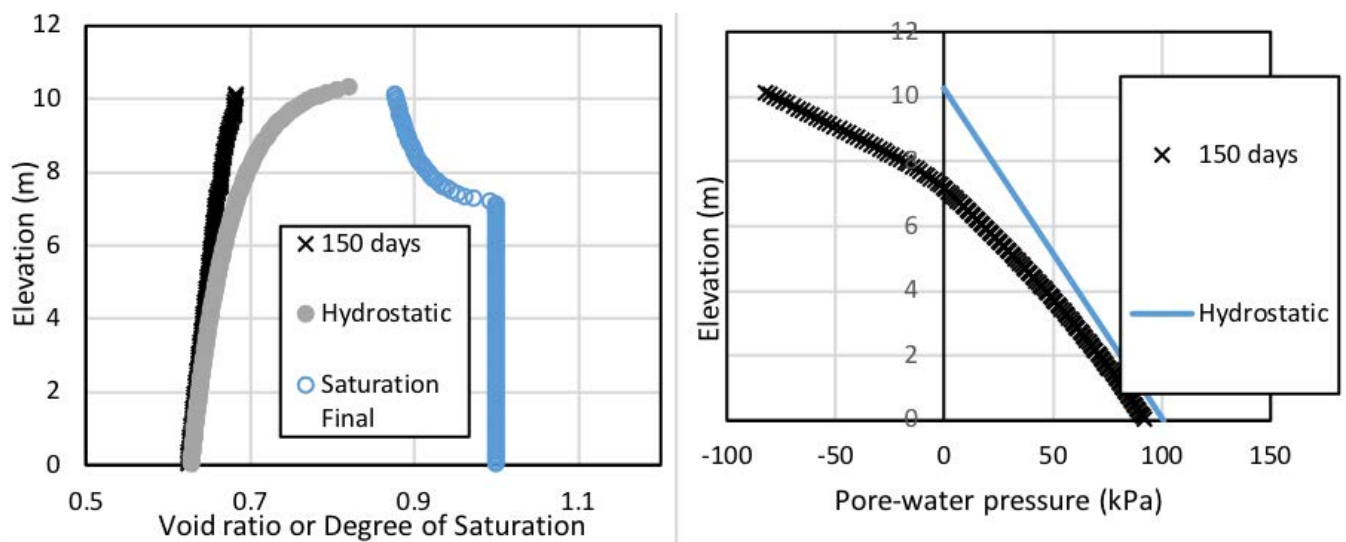 12
10
8
6
4
2
0
Elevation (m)
0.5 0.7 0.9 1.1
Void ratio or Degree of Saturation
150 days
Hydrostatic
Saturation
Final
12
10
8
6
4
2
0
Elevation (m)
-100 -50 0 50 100 150
Pore-water pressure (kPa)
150 days
Hydrostatic